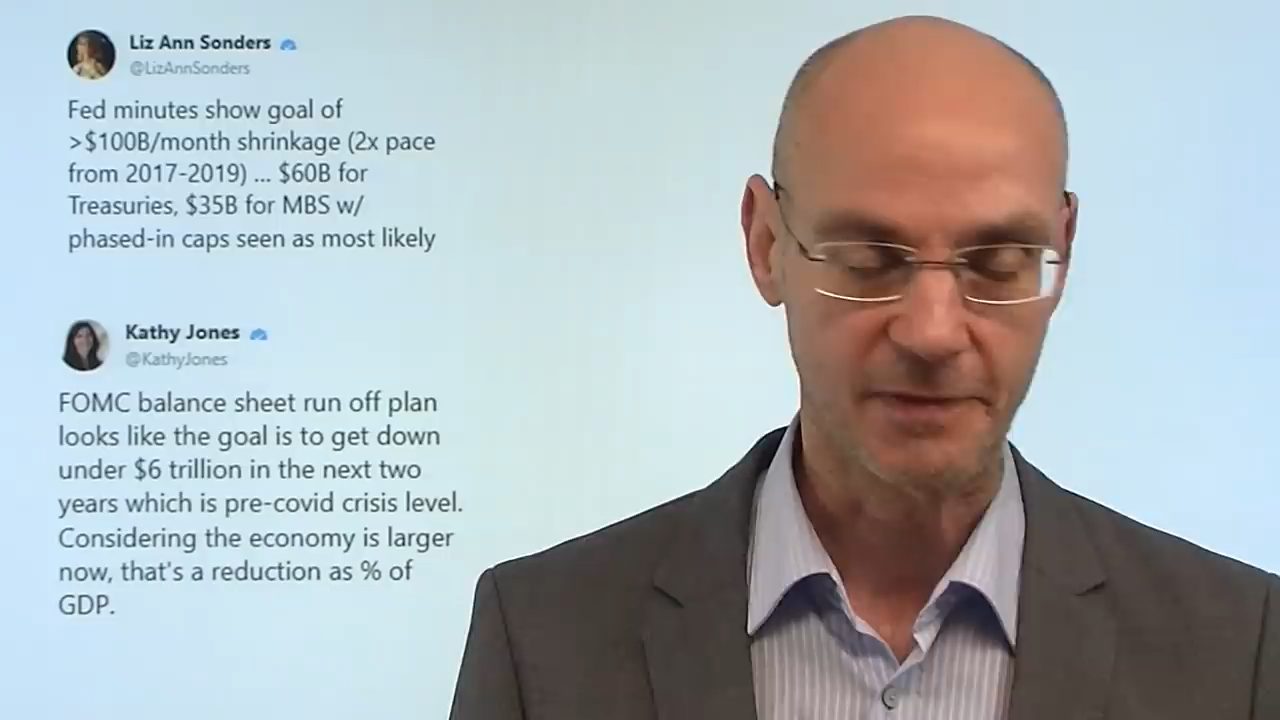 Liz Ann Sonders
@LizAnnSonders
Fed minutes show goal of
>$100B/month shrinkage (2x pace
from 2017-2019) ... $60B for
Treasuries, $35B for MBS w/
phased-in caps seen as most likely
Kathy Jones
@KathyJones
FOMC balance sheet run off plan
looks like the goal is to get down
under $6 trillion in the next two
years which is pre-covid crisis level.
Considering the economy is larger
now, that's a reduction as % of
GDP.